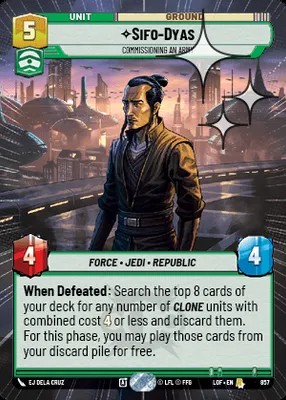 UNIT
GROUND
5
✧SIFO-DYAS
COMMISSIONING AN
4
4
FORCE • JEDI • REPUBLIC
When Defeated: Search the top 8 cards of
your deck for any number of CLONE units with
combined cost 4 or less and discard them.
For this phase, you may play those cards
from your discard pile for free.
EJ DELA CRUZ
© LFL © FFG
LOF • EN
857